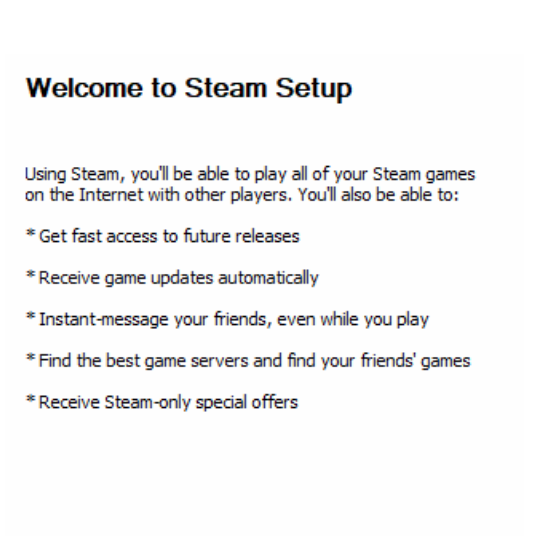 Welcome to Steam Setup
Using Steam, you'll be able to play all of your Steam games
on the Internet with other players. You'll also be able to:
* Get fast access to future releases
* Receive game updates automatically
* Instant-message your friends, even while you play
* Find the best game servers and find your friends' games
* Receive Steam-only special offers